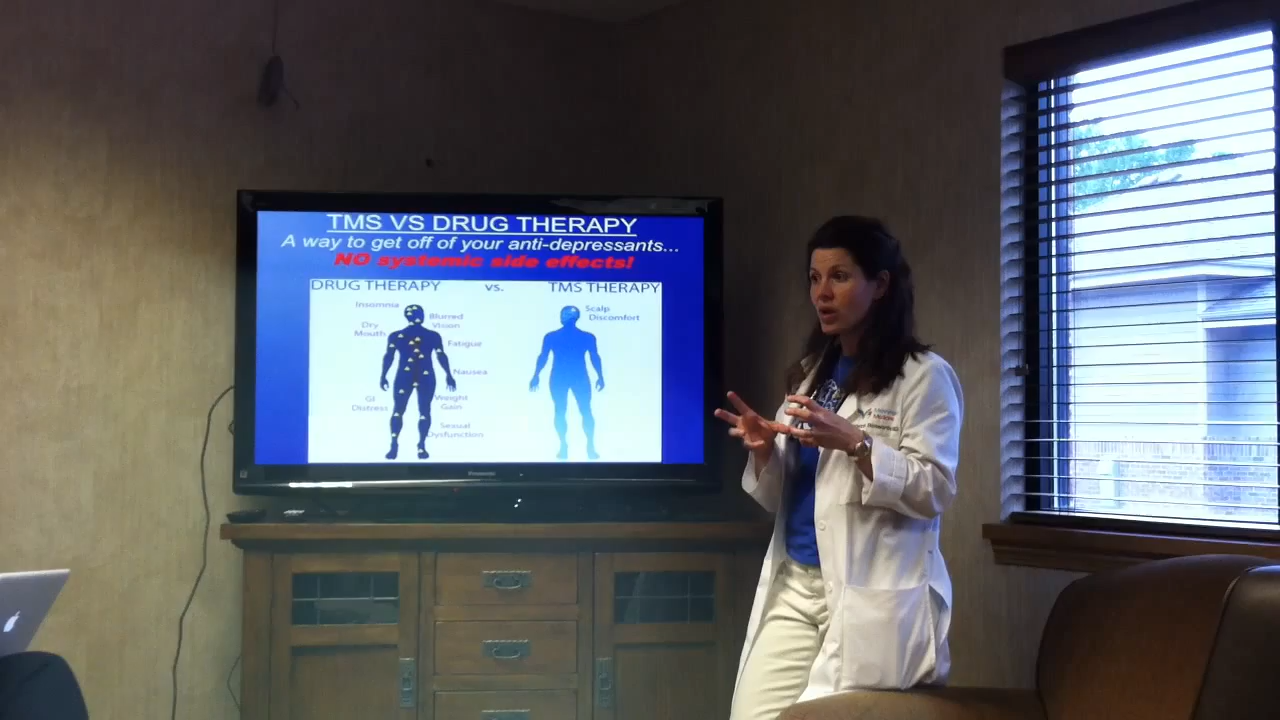 TMS VS DRUG THERAPY
A way to get off of your anti-depressants...
NO systemic side effects!
DRUG THERAPY vs. TMS THERAPY
Insomnia
Blurred
Vision
Dry
Mouth
Fatigue
Nausea
GI
Distress
Weight
Gain
Sexual
Dysfunction
Scalp
Discomfort
Panasonic